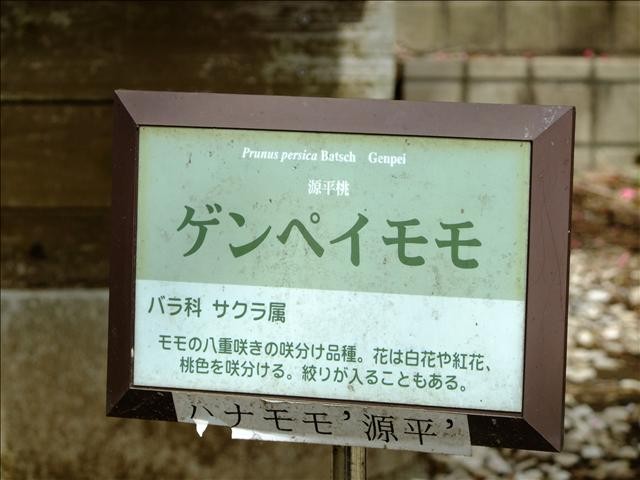 Prunus persica Batsch Genpei
源平桃
ゲンペイモモ
バラ科 サクラ属
モモの八重咲きの咲分け品種。花は白花や紅花、
桃色を咲分ける。絞りが入ることもある。
ハナモモ’源平’